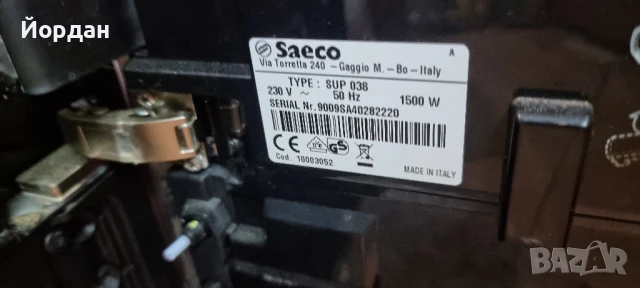 Йордан
Saeco
A
Via Torretta 240 - Gaggio M. - Bo - Italy
TYPE : SUP 038
230 V ~ 50 Hz 1500 W
SERIAL Nr. 9009SA40282220
CE GS
Cod. 10003052
MADE IN ITALY
BAZAR